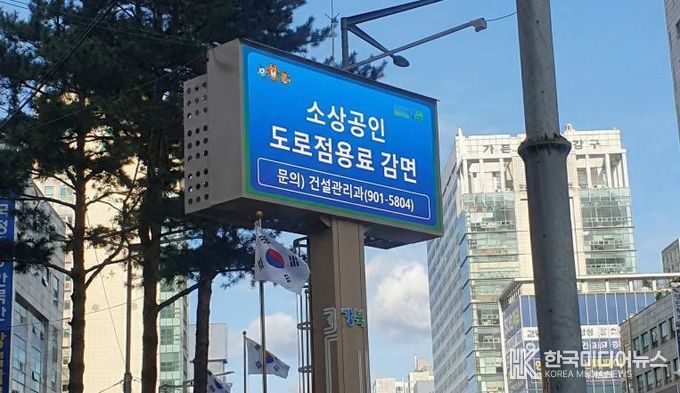 소상공인
도로점용료 감면
문의) 건설관리과(901-5804)
강북
한국미디어뉴스
KOREA MEDIA NEWS